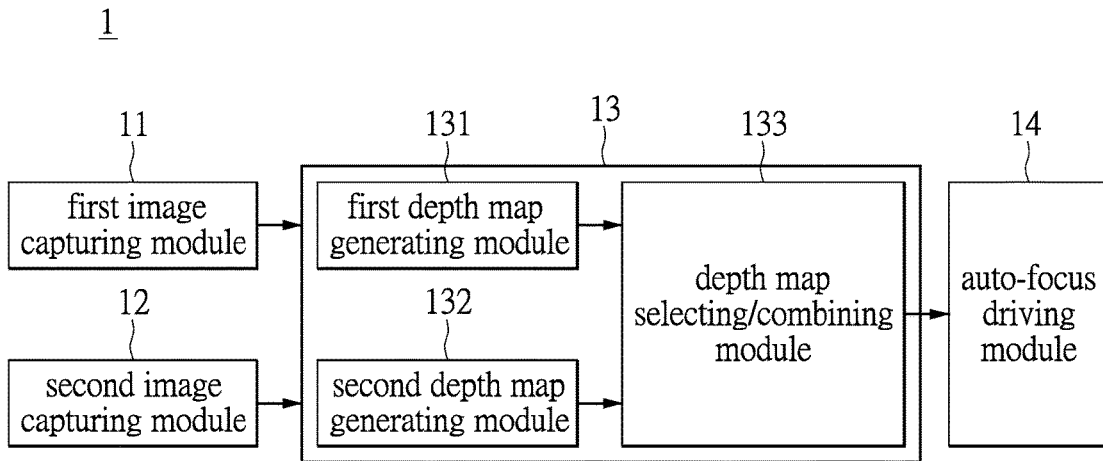 1
13
11
131
133
14
first image
capturing module
first depth map
generating module
depth map
selecting/combining
module
auto-focus
driving
module
12
132
second image
capturing module
second depth map
generating module